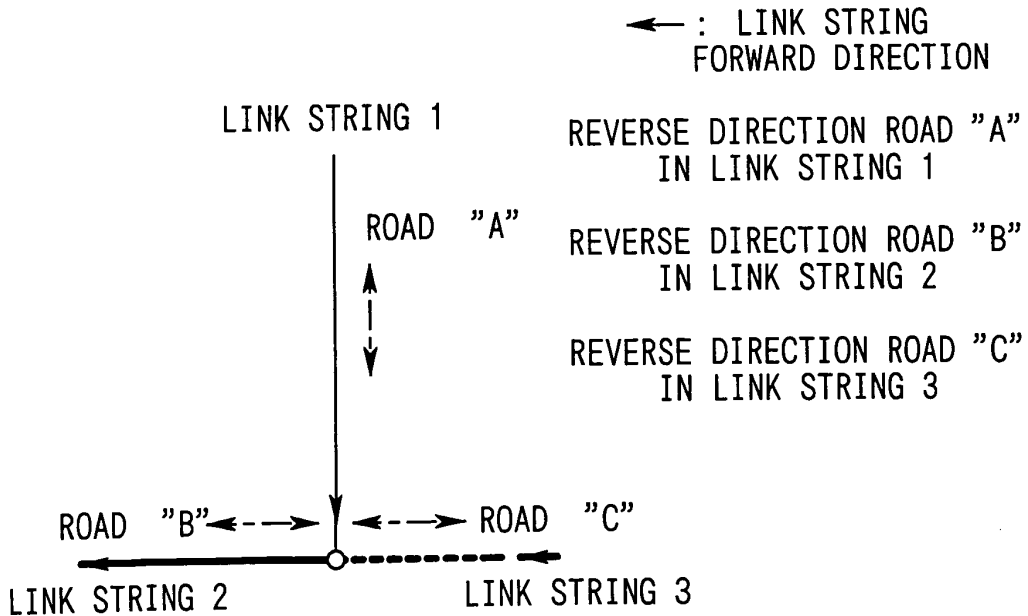 : LINK STRING
FORWARD DIRECTION
LINK STRING 1
REVERSE DIRECTION ROAD ”A”
IN LINK STRING 1
ROAD ”A”
REVERSE DIRECTION ROAD ”B”
IN LINK STRING 2
REVERSE DIRECTION ROAD ”C”
IN LINK STRING 3
ROAD ”B”
ROAD ”C”
LINK STRING 2
LINK STRING 3